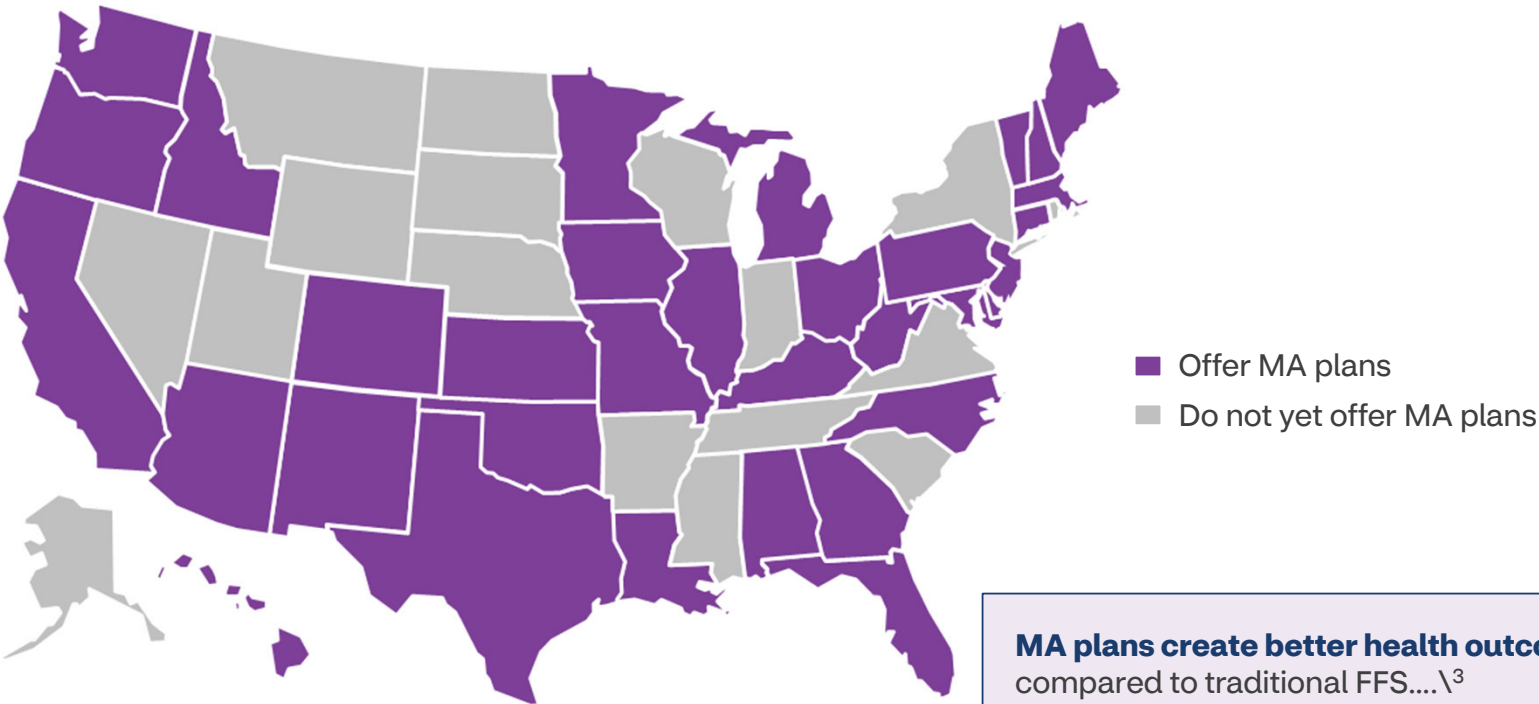 Offer MA plans
Do not yet offer MA plans
MA plans create better health outco
compared to traditional FFS....\³